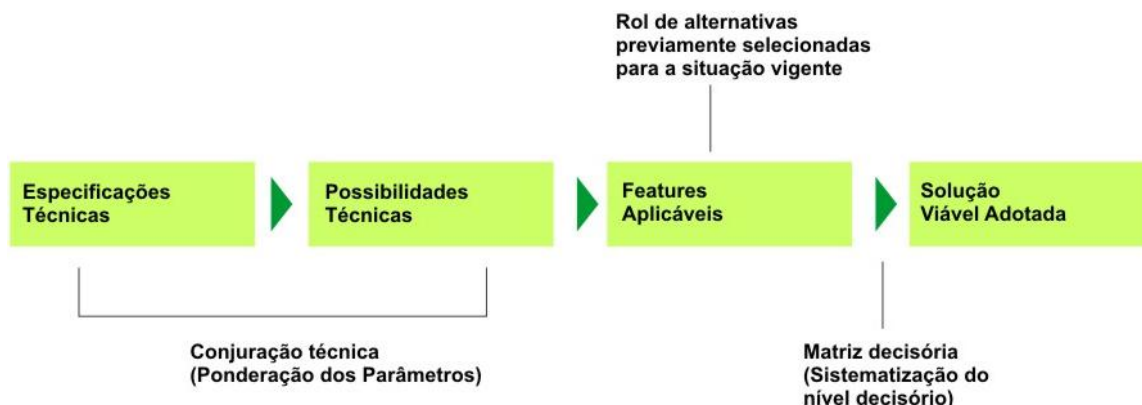 Rol de alternativas
previamente selecionadas
para a situação vigente
Especificações
Técnicas
Possibilidades
Técnicas
Features
Aplicáveis
Solução
Viável Adotada
Conjuração técnica
(Ponderação dos Parâmetros)
Matriz decisória
(Sistematização do
nível decisório)